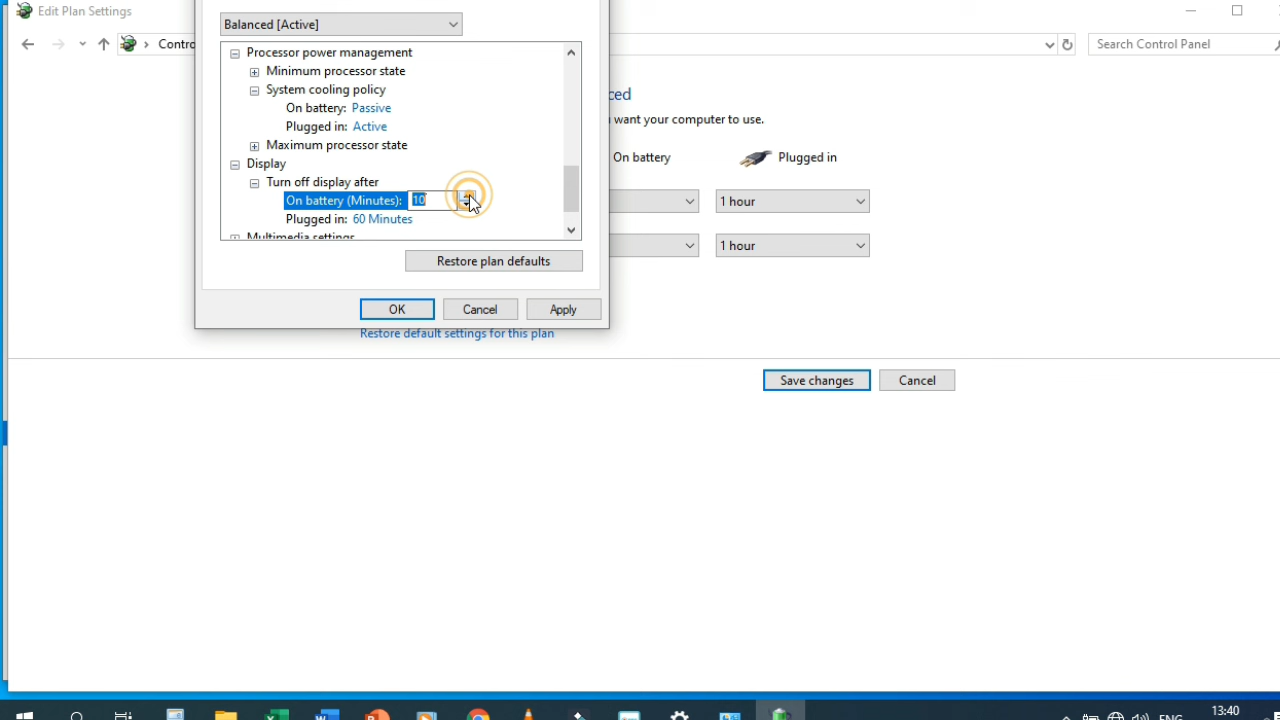 Edit Plan Settings
Contro
Search Control Panel
Balanced [Active]
Processor power management
Minimum processor state
System cooling policy
On battery: Passive
Plugged in: Active
Maximum processor state
Display
Turn off display after
On battery (Minutes): 10
Plugged in: 60 Minutes
Multimedia settings
Restore plan defaults
OK
Cancel
Apply
ced
want your computer to use.
On battery
Plugged in
1 hour
1 hour
Restore default settings for this plan
Save changes
Cancel
ENG
13:40